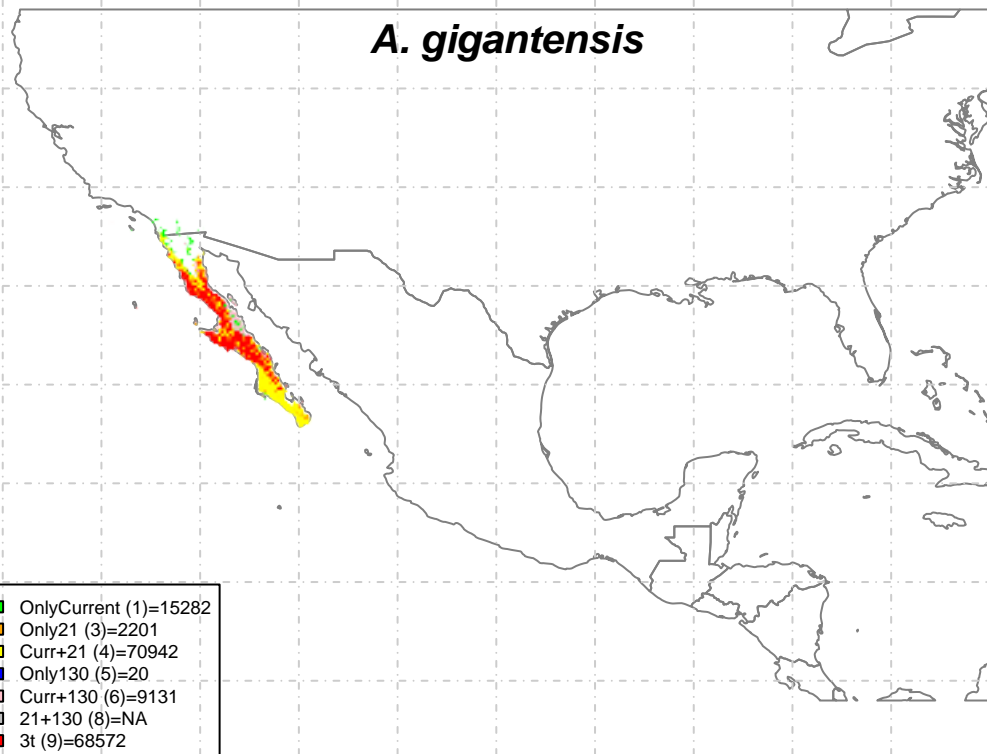 A. gigantensis
OnlyCurrent (1)=15282
Only21 (3)=2201
Curr+21 (4)=70942
Only130 (5)=20
Curr+130 (6)=9131
21+130 (8)=NA
3t (9)=68572